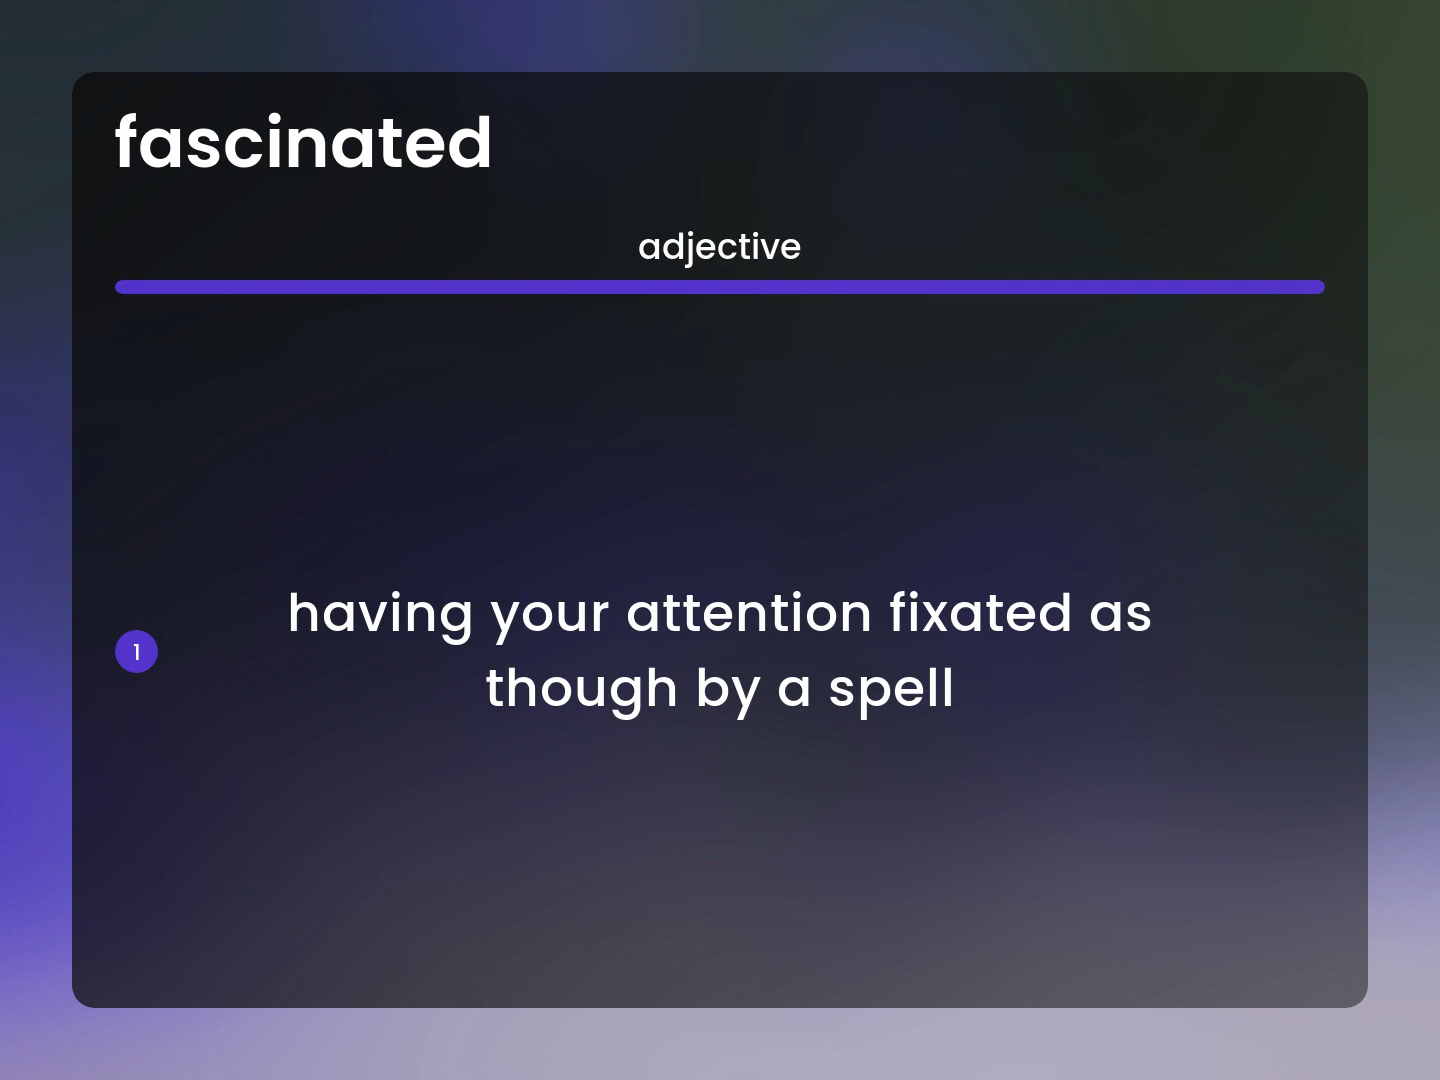 fascinated
adjective
1
having your attention fixated as
though by a spell